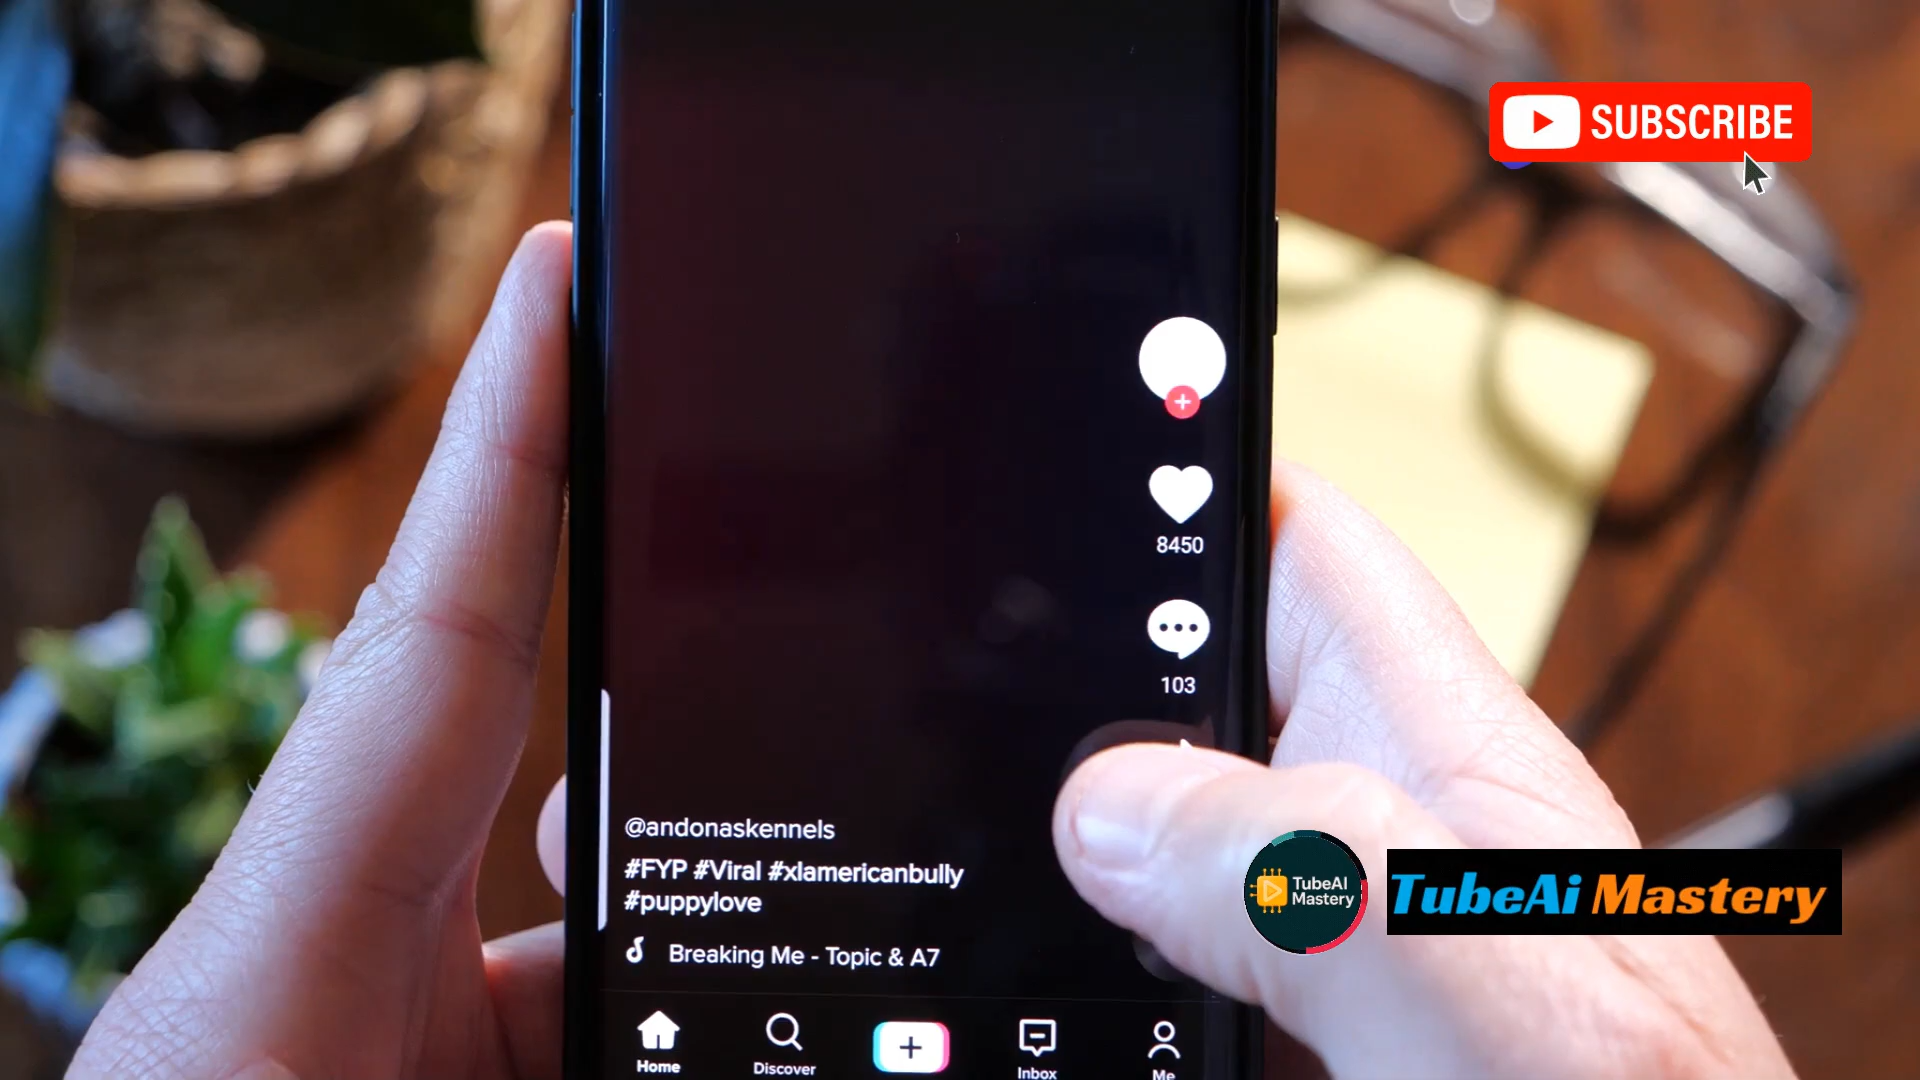 SUBSCRIBE
8450
103
@andonaskennels
#FYP #Viral #xlamericanbully
#puppylove
Breaking Me - Topic & A7
TubeAI
Mastery
TubeAi Mastery
Home
Discover
Inbox
Me